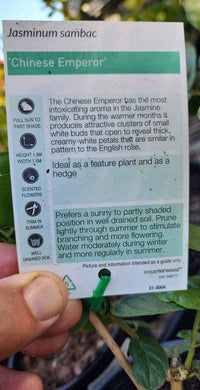 Jasminum sambac
'Chinese Emperor'
FULL SUN TO
PART SHADE
HEIGHT 1.5M
WIDTH 1.5M
SCENTED
FLOWERS
TRIM IN
SUMMER
WELL
DRAINED SOIL
The Chinese Emperor has the most
intoxicating aroma in the Jasmine
family. During the warmer months it
produces attractive clusters of small
white buds that open to reveal thick,
creamy-white petals that are similar in
pattern to the English rose.
Ideal as a feature plant and as a
hedge
Prefers a sunny to partly shaded
position in well drained soil. Prune
lightly through summer to stimulate
branching and more flowering.
Water moderately during winter
and more regularly in summer.
Picture and information intended as a guide only
31-0004